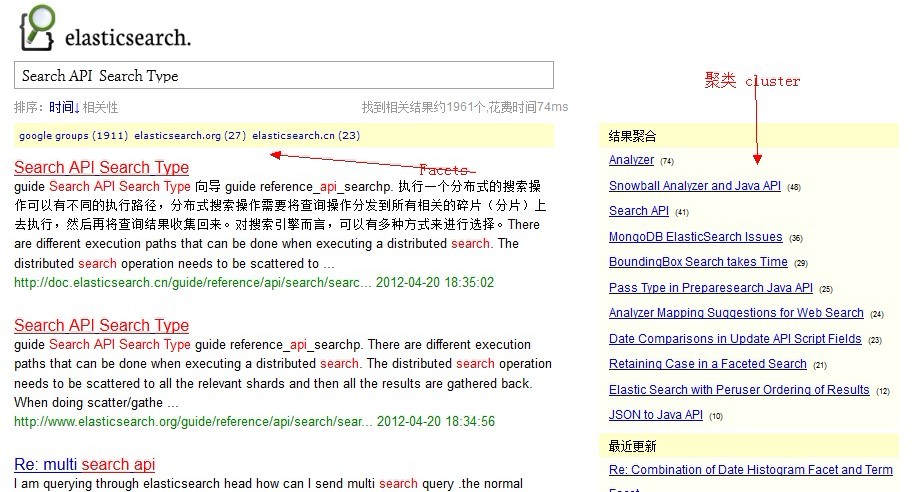 elasticsearch.
Search API Search Type
排序：时间↓相关性
找到相关结果约1961个,花费时间74ms
google groups (1911) elasticsearch.org (27) elasticsearch.cn (23)
Facets
Search API Search Type
guide Search API Search Type 向导 guide reference_api_searchp. 执行一个分布式的搜索操
作可以有不同的执行路径，分布式搜索操作需要将查询操作分发到所有相关的碎片（分片）上
去执行，然后再将查询结果收集回来。对搜索引擎而言，可以有多种方式来进行选择。There
are different execution paths that can be done when executing a distributed search. The
distributed search operation needs to be scattered to ...
http://doc.elasticsearch.cn/guide/reference/api/search/searc... 2012-04-20 18:35:02
Search API Search Type
guide Search API Search Type guide reference_api_searchp. There are different execution
paths that can be done when executing a distributed search. The distributed search operation
needs to be scattered to all the relevant shards and then all the results are gathered back.
When doing scatter/gathe ...
http://www.elasticsearch.org/guide/reference/api/search/sear... 2012-04-20 18:34:56
Re: multi search api
I am querying through elasticsearch head how can I send multi search query .the normal
聚类 cluster
结果聚合
Analyzer (74)
Snowball Analyzer and Java API (48)
Search API (41)
MongoDB ElasticSearch Issues (36)
BoundingBox Search takes Time (29)
Pass Type in Preparesearch Java API (25)
Analyzer Mapping Suggestions for Web Search (24)
Date Comparisons in Update API Script Fields (23)
Retaining Case in a Faceted Search (21)
Elastic Search with Peruser Ordering of Results (12)
JSON to Java API (10)
最近更新
Re: Combination of Date Histogram Facet and Term
Facet